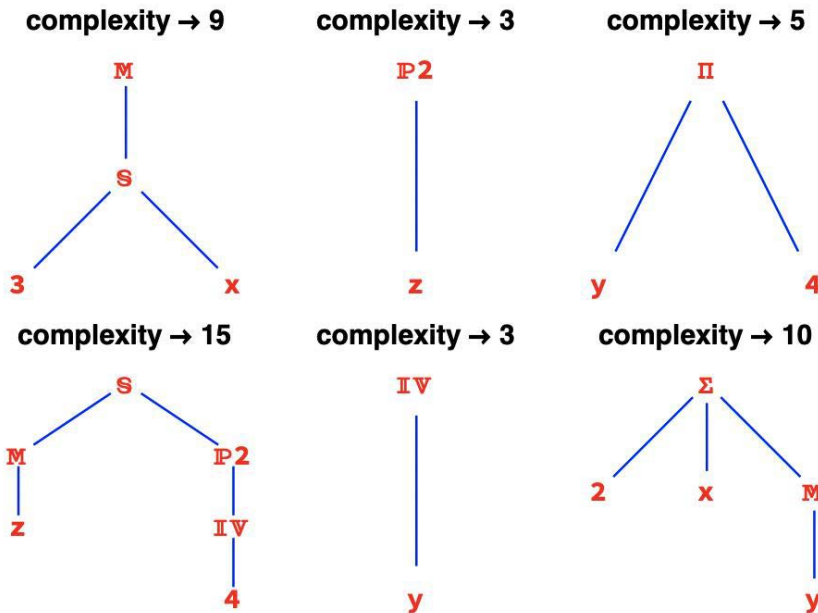 complexity → 9 complexity → 3 complexity → 5
𝕄 ℙ2 Π
𝕊
3 x z y 4
complexity → 15 complexity → 3 complexity → 10
𝕊 𝕀𝕍 Σ
𝕄 ℙ2 2 x 𝕄
z 𝕀𝕍
4 y y